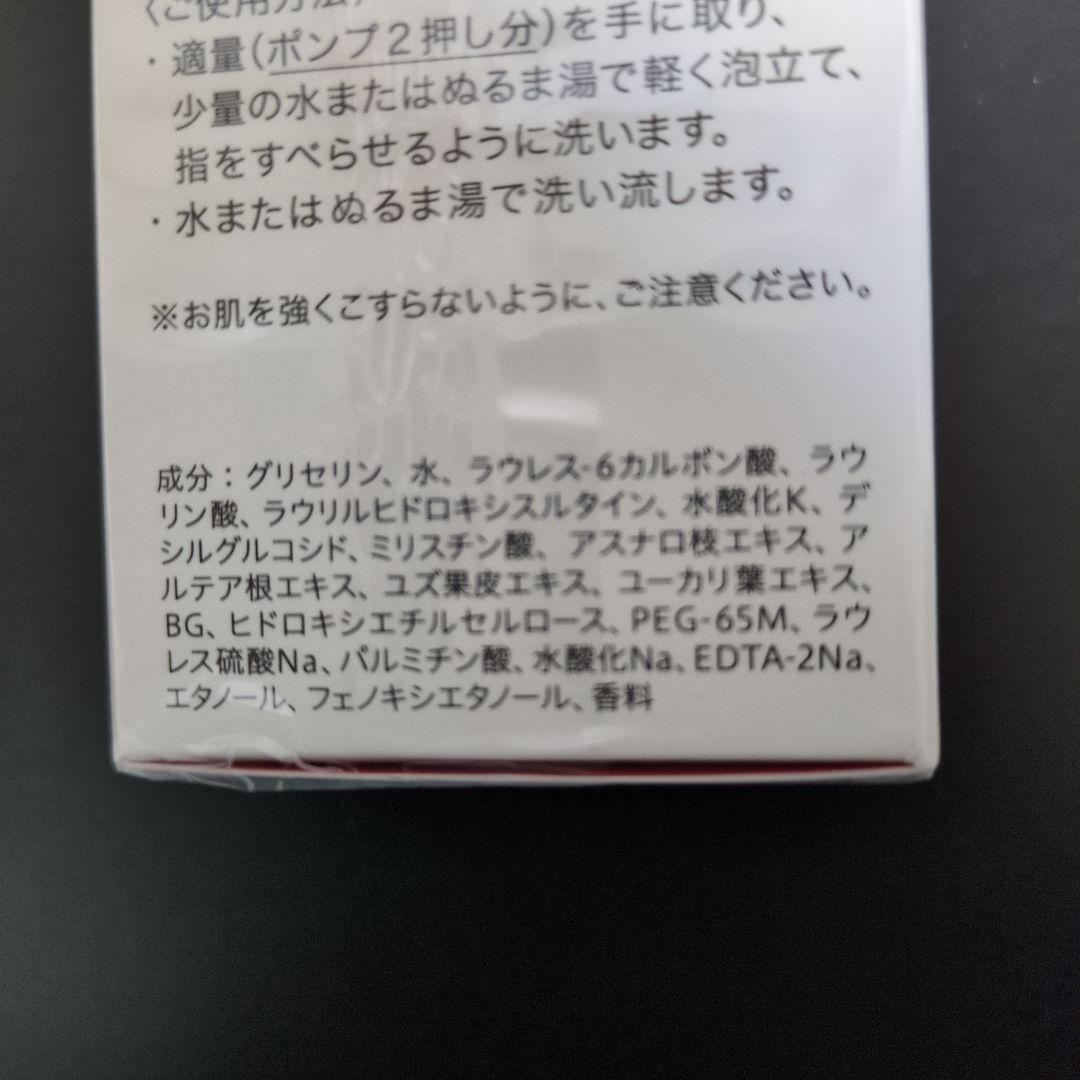 〈ご使用方法〉
・適量(ポンプ2押し分)を手に取り、
少量の水またはぬるま湯で軽く泡立て、
指をすべらせるように洗います。
・水またはぬるま湯で洗い流します。
※お肌を強くこすらないように、ご注意ください。
成分：グリセリン、水、ラウレス-6カルボン酸、ラウ
リン酸、ラウリルヒドロキシスルタイン、水酸化K、デ
シルグルコシド、ミリスチン酸、アスナロ枝エキス、ア
ルテア根エキス、ユズ果皮エキス、ユーカリ葉エキス、
BG、ヒドロキシエチルセルロース、PEG-65M、ラウ
レス硫酸Na、パルミチン酸、水酸化Na、EDTA-2Na、
エタノール、フェノキシエタノール、香料